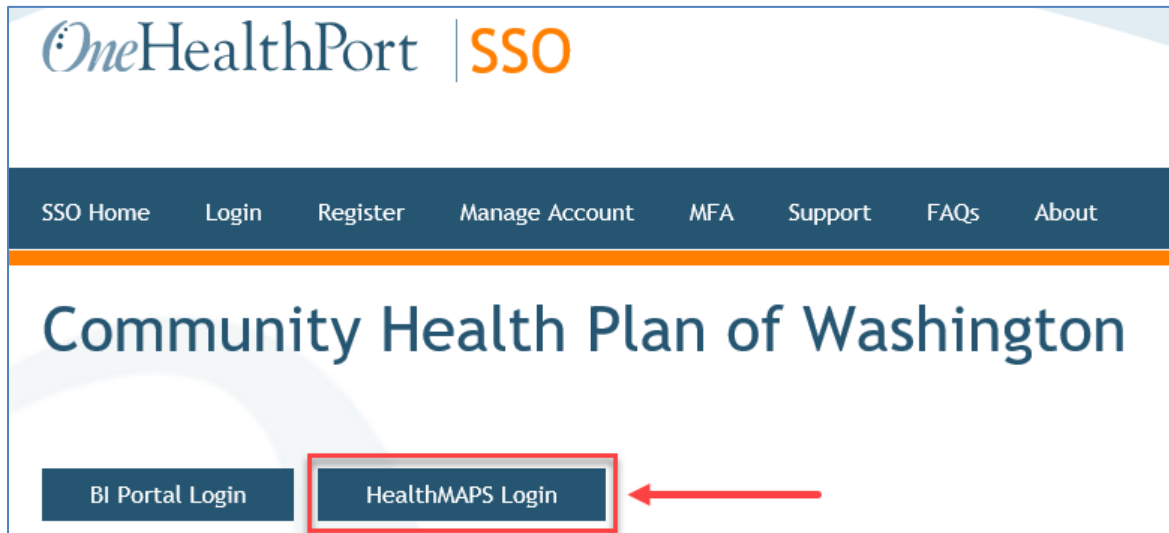 OneHealthPort | SSO
SSO Home Login Register Manage Account MFA Support FAQs About
Community Health Plan of Washington
BI Portal Login HealthMAPS Login